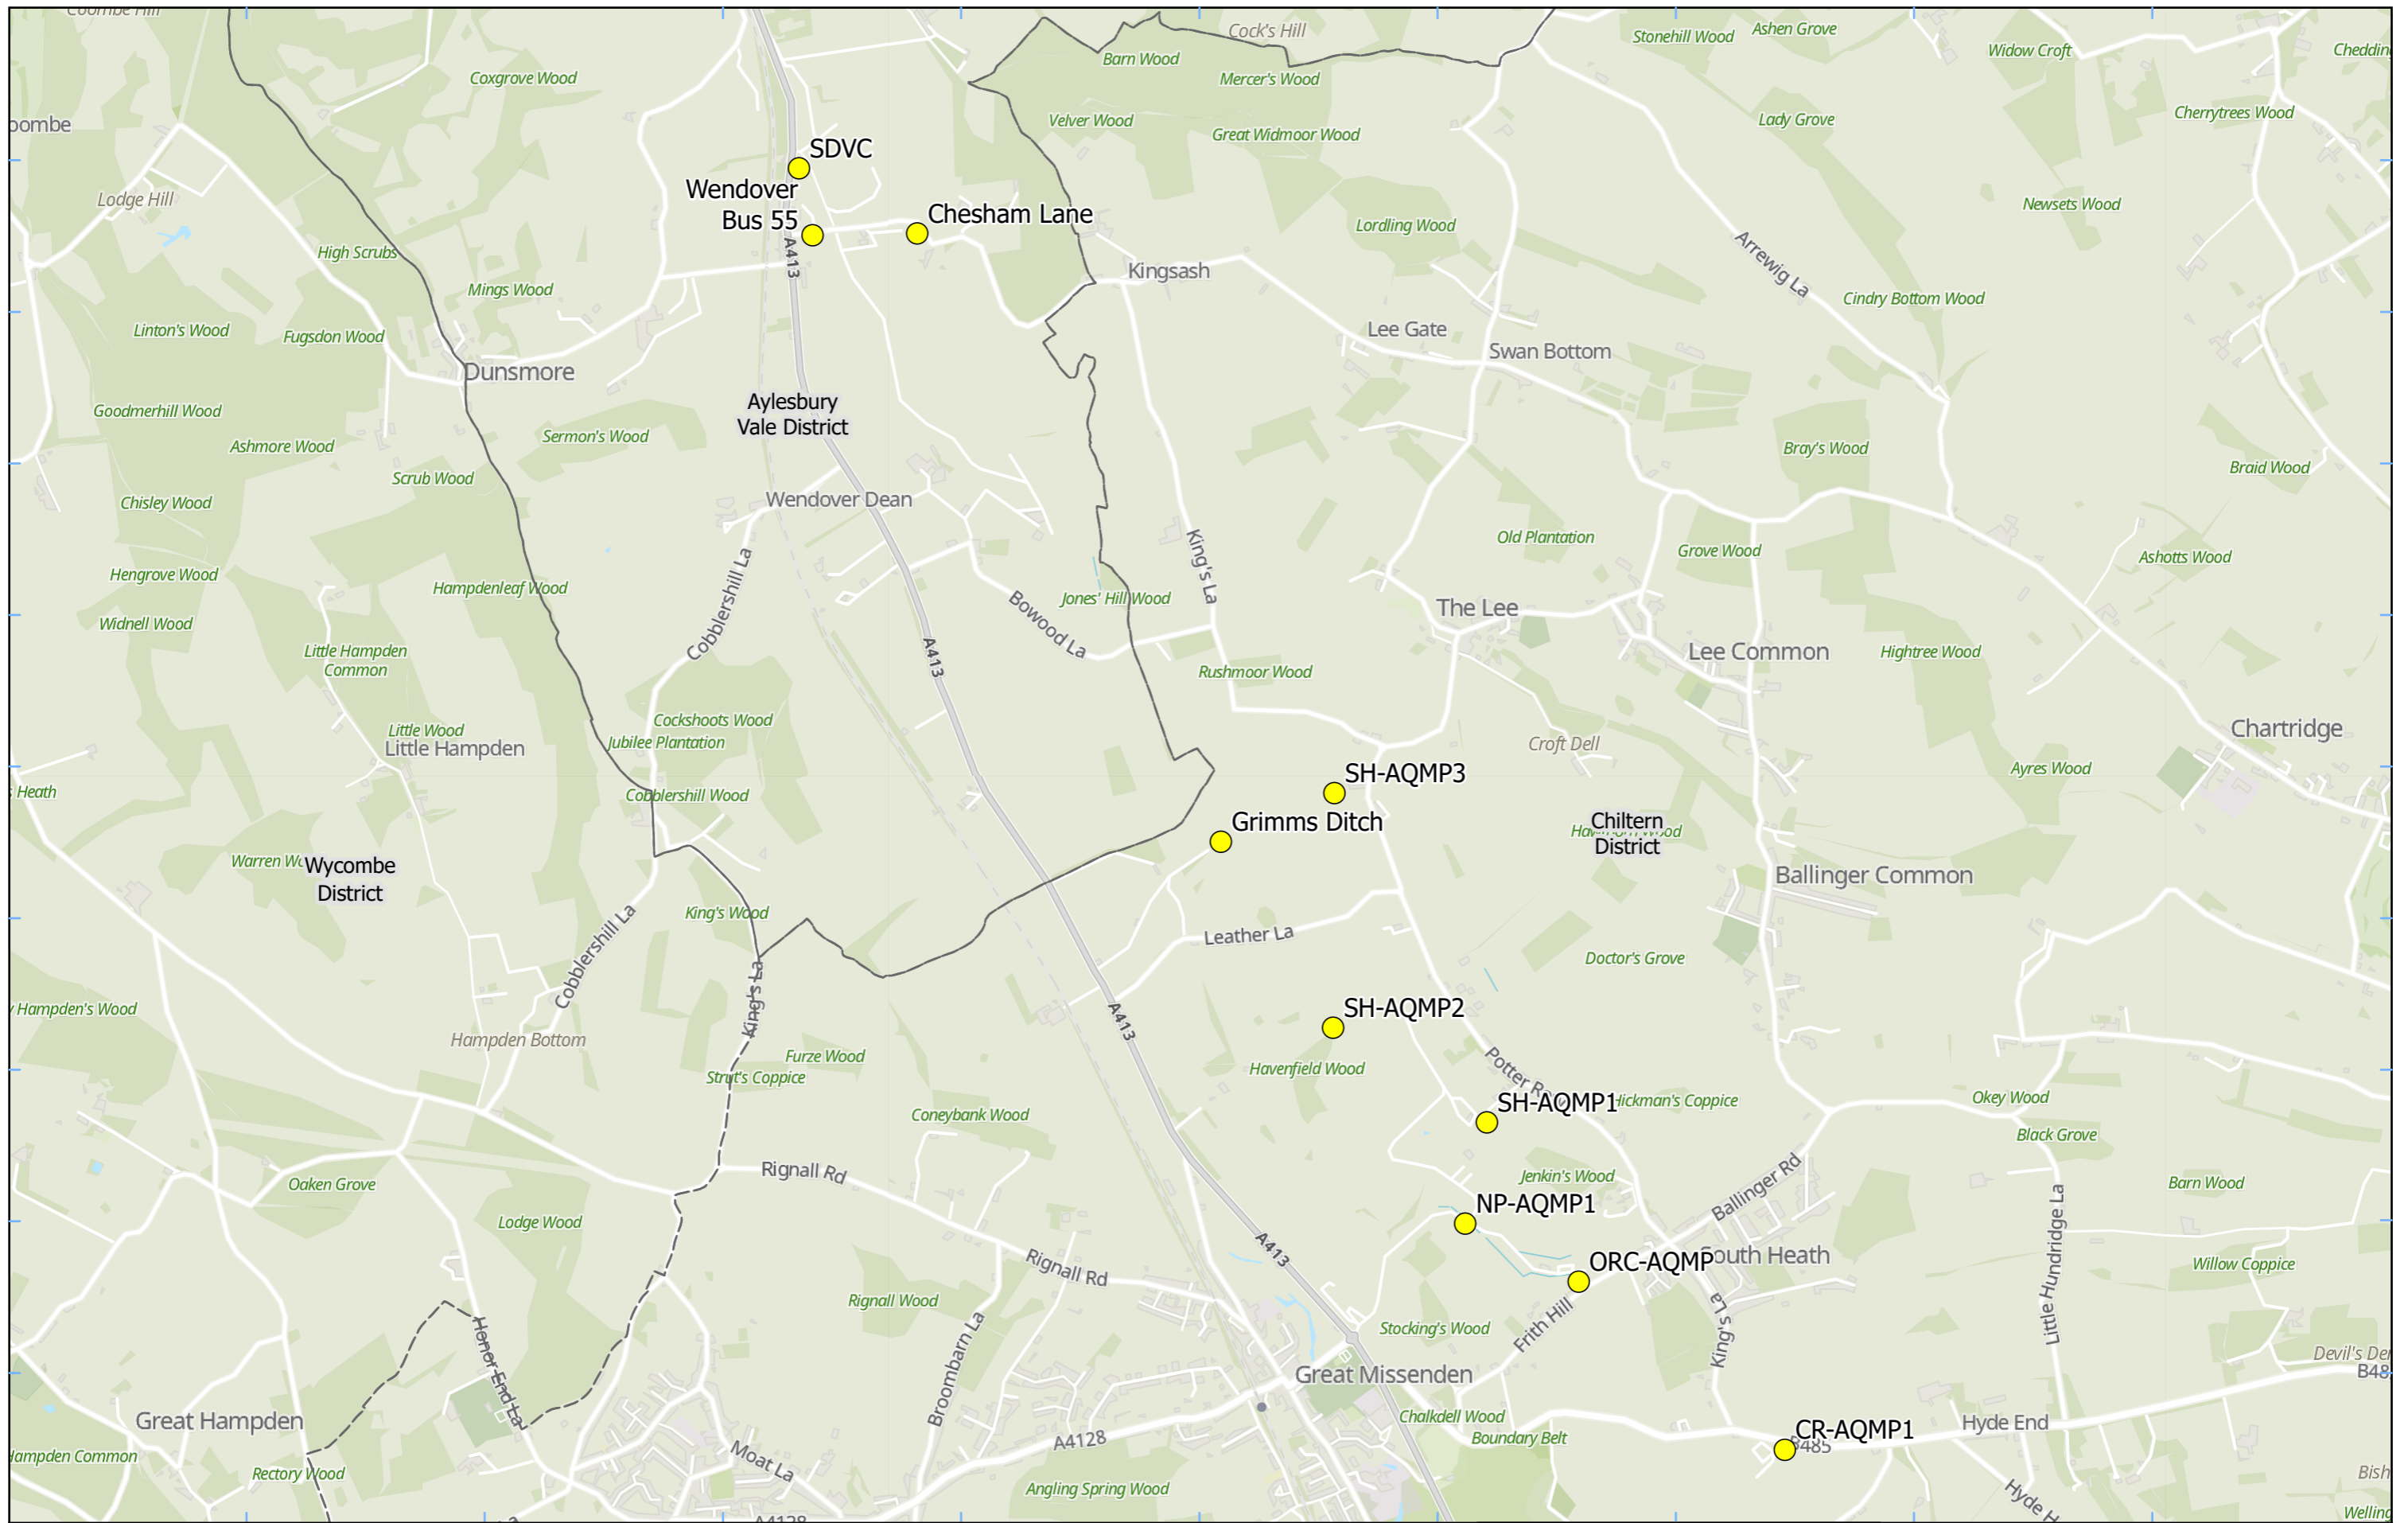 Coombe Hill
Cock's Hill
Stonehill Wood
Ashen Grove
Widow Croft
Barn Wood
Mercer's Wood
Coxgrove Wood
Velver Wood
Great Widmoor Wood
Lady Grove
Cherrytrees Wood
SDVC
Wendover
Bus 55
Chesham Lane
Lodge Hill
Lordling Wood
Newsets Wood
A413
High Scrubs
Kingsash
Arrewig La
Mings Wood
Cindry Bottom Wood
Linton's Wood
Fugsdon Wood
Lee Gate
Swan Bottom
Dunsmore
Aylesbury
Vale District
Goodmerhill Wood
Ashmore Wood
Sermon's Wood
Bray's Wood
Braid Wood
Scrub Wood
Chisley Wood
Wendover Dean
Old Plantation
Grove Wood
Ashotts Wood
Hengrove Wood
Hampdenleaf Wood
Cobblershill La
Bowood La
Jones' Hill Wood
King's La
The Lee
Widnell Wood
Little Hampden
Common
A413
Rushmoor Wood
Lee Common
Hightree Wood
Cockshoots Wood
Little Wood
Little Hampden
Jubilee Plantation
Croft Dell
Chartridge
SH-AQMP3
Ayres Wood
s Heath
Cobblershill Wood
Grimms Ditch
Chiltern
District
Warren Wo
Wycombe
District
Ballinger Common
King's Wood
Cobblershill La
Leather La
Doctor's Grove
King's La
Hampden's Wood
Hampden Bottom
A413
SH-AQMP2
Furze Wood
Strut's Coppice
Havenfield Wood
Potter Ro
SH-AQMP1
Hickman's Coppice
Okey Wood
Coneybank Wood
Black Grove
Rignall Rd
Oaken Grove
Jenkin's Wood
Ballinger Rd
Barn Wood
NP-AQMP1
Lodge Wood
A413
ORC-AQMP
South Heath
Little Hundridge La
Willow Coppice
Rignall Rd
Rignall Wood
Frith Hill
King's La
Stocking's Wood
Honor End La
Broombarn La
Great Missenden
Devil's De
B48
Great Hampden
Chalkdell Wood
Boundary Belt
CR-AQMP1
B485
Hyde End
Hampden Common
Rectory Wood
Moat La
A4128
Angling Spring Wood
Hyde H
Bish
Welling
A4128